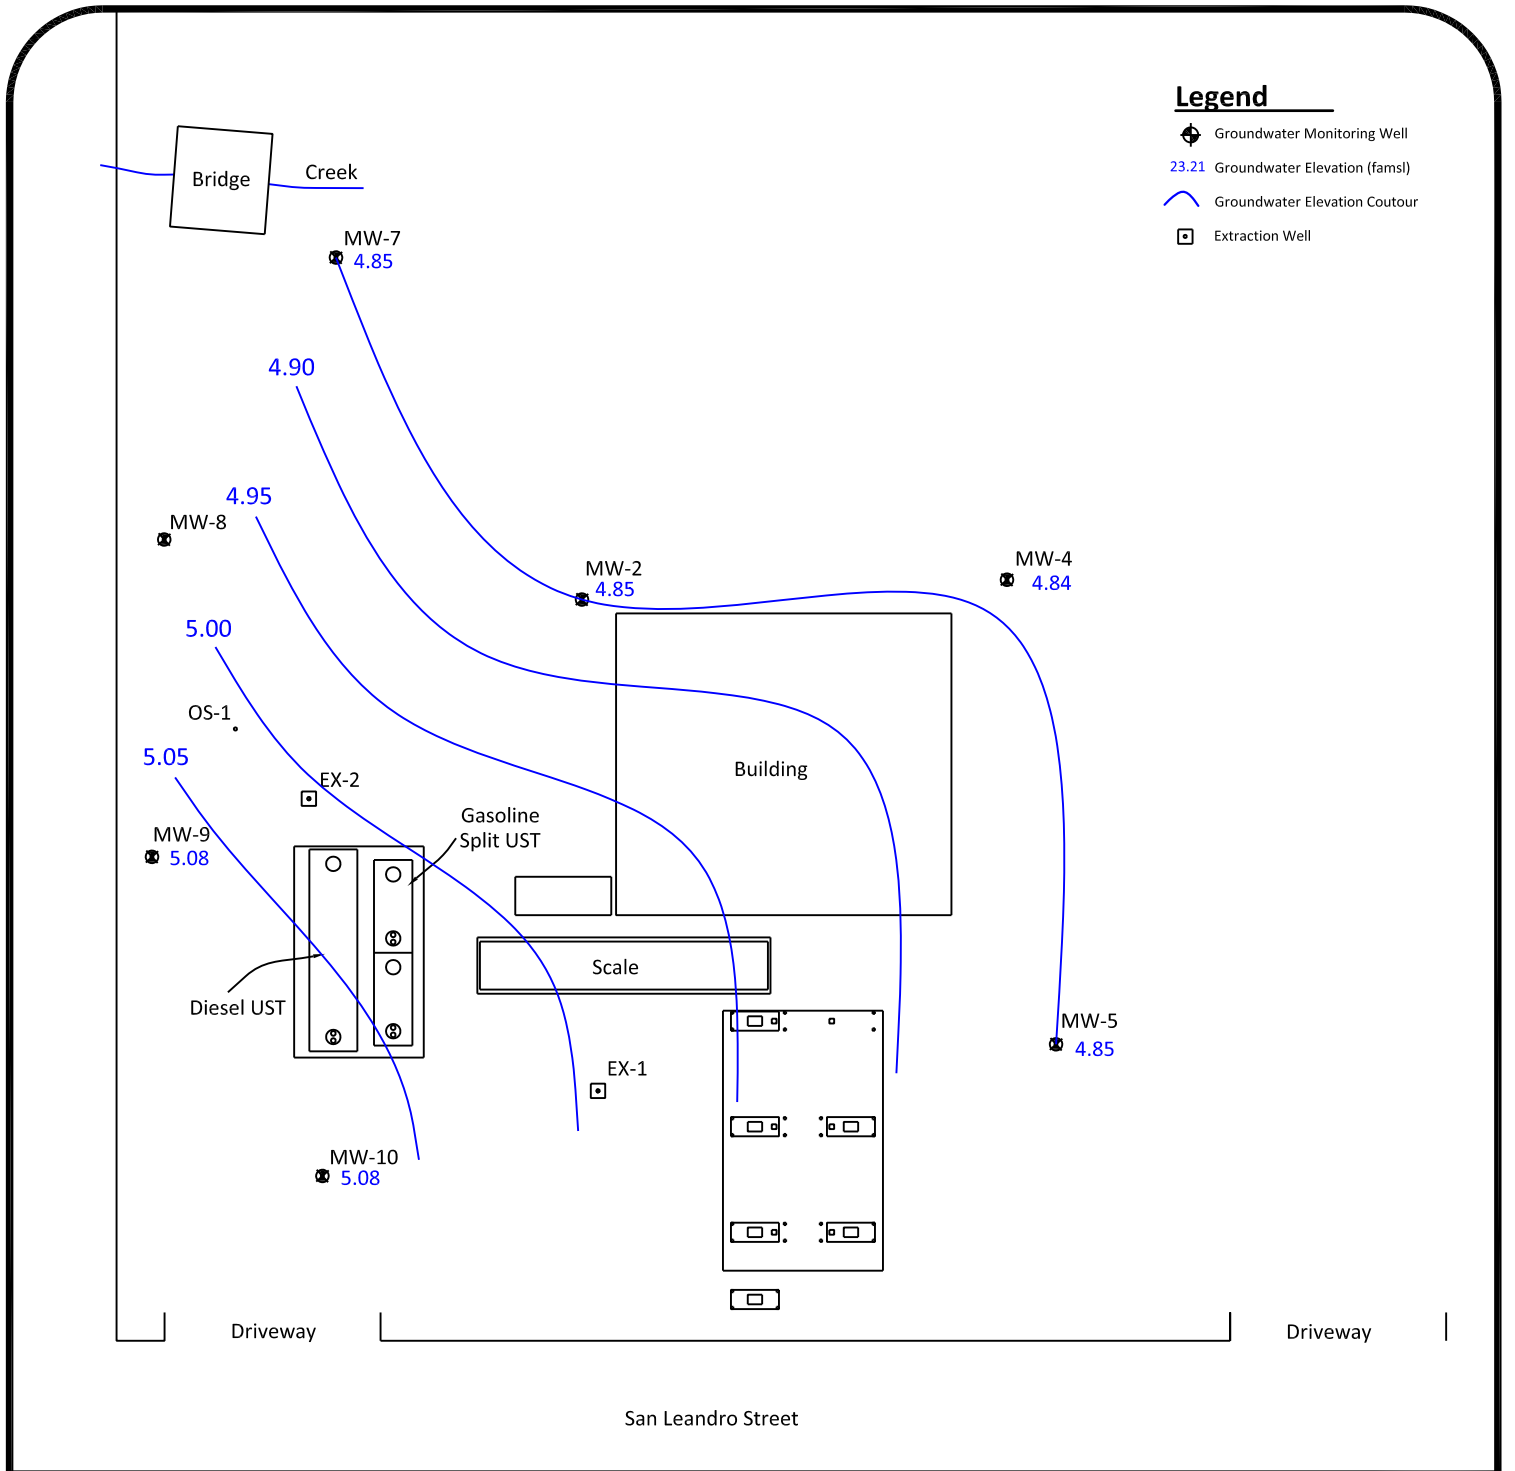 Legend
Groundwater Monitoring Well
23.21 Groundwater Elevation (famsl)
Groundwater Elevation Coutour
Extraction Well
Bridge
Creek
MW-7
4.85
4.90
4.95
MW-8
MW-2
4.85
MW-4
4.84
5.00
OS-1
5.05
EX-2
Building
Gasoline
Split UST
MW-9
5.08
Scale
Diesel UST
MW-5
4.85
EX-1
MW-10
5.08
Driveway
Driveway
San Leandro Street